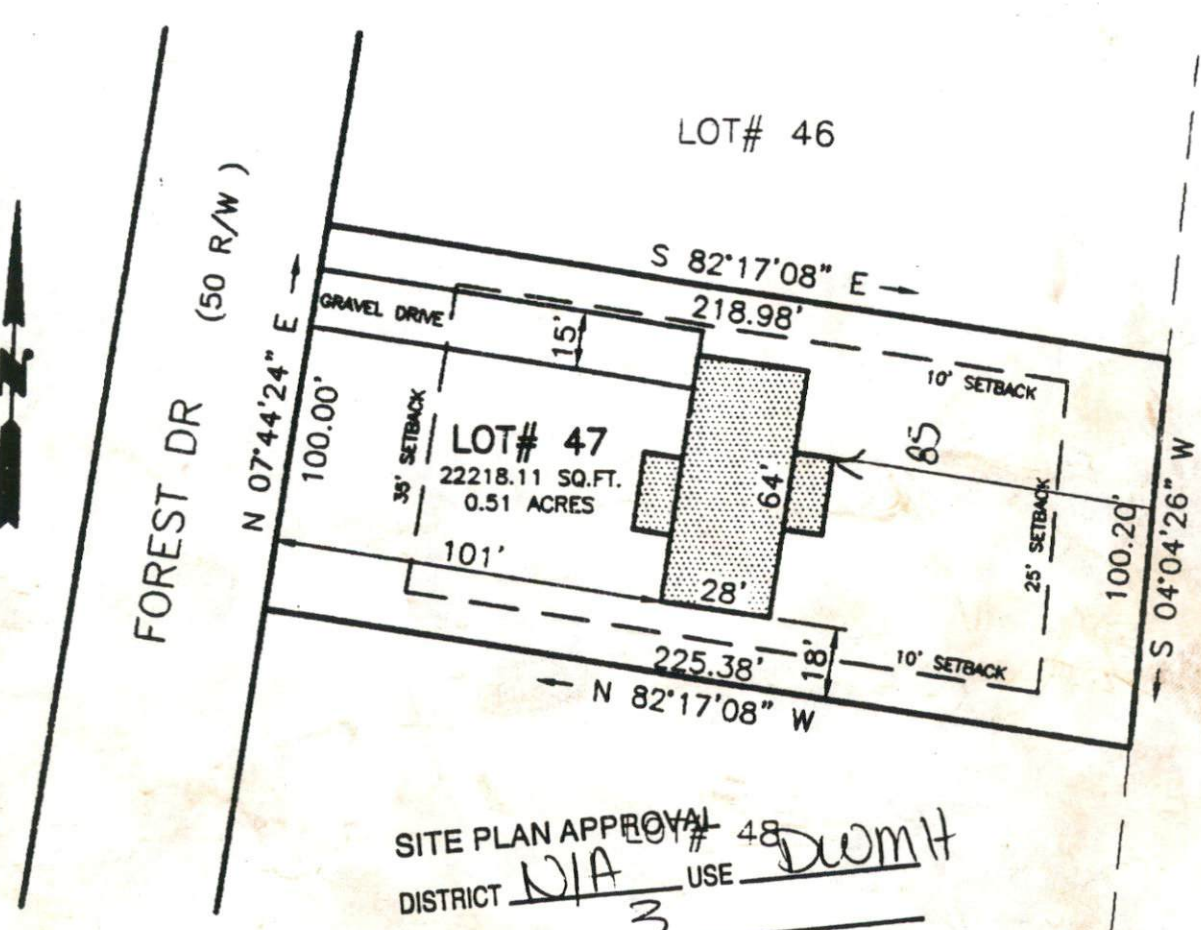 LOT# 46
FOREST DR
(50 R/W )
N 07°44'24" E
100.00'
S 82°17'08" E
218.98'
GRAVEL DRIVE
15'
10' SETBACK
35' SETBACK
LOT# 47
22218.11 SQ.FT.
0.51 ACRES
64'
85
25' SETBACK
100.20'
S 04°04'26" W
101'
28'
18'
225.38'
10' SETBACK
N 82°17'08" W
N
SITE PLAN APPROVAL
LOT# 48
DISTRICT N/A USE DWMH
3